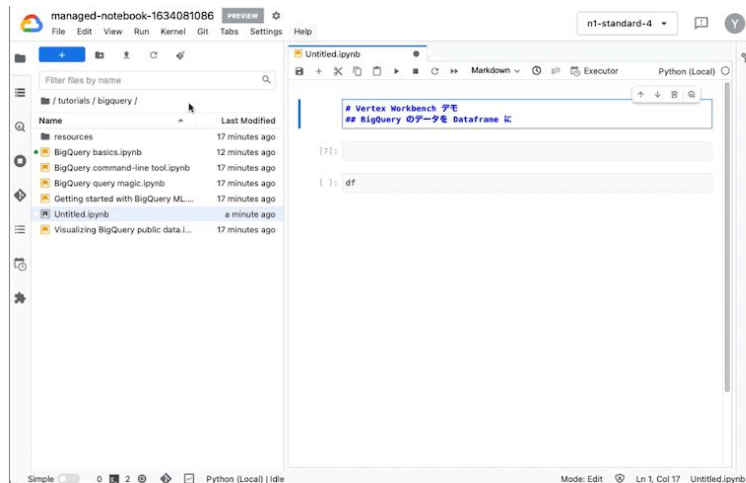 managed-notebook-1634081086 PREVIEW
n1-standard-4
Y
File Edit View Run Kernel Git Tabs Settings Help
+
Untitled.ipynb
Markdown
Executor
Python (Local)
Filter files by name
/ tutorials / bigquery /
Name Last Modified
resources 17 minutes ago
BigQuery basics.ipynb 12 minutes ago
BigQuery command-line tool.ipynb 17 minutes ago
BigQuery query magic.ipynb 17 minutes ago
Getting started with BigQuery ML.... 17 minutes ago
Untitled.ipynb a minute ago
Visualizing BigQuery public data.i... 17 minutes ago
# Vertex Workbench デモ
## BigQuery のデータを Dataframe に
[7]:
[ ]: df
Simple 0 2 Python (Local) | Idle Mode: Edit Ln 1, Col 17 Untitled.ipynb